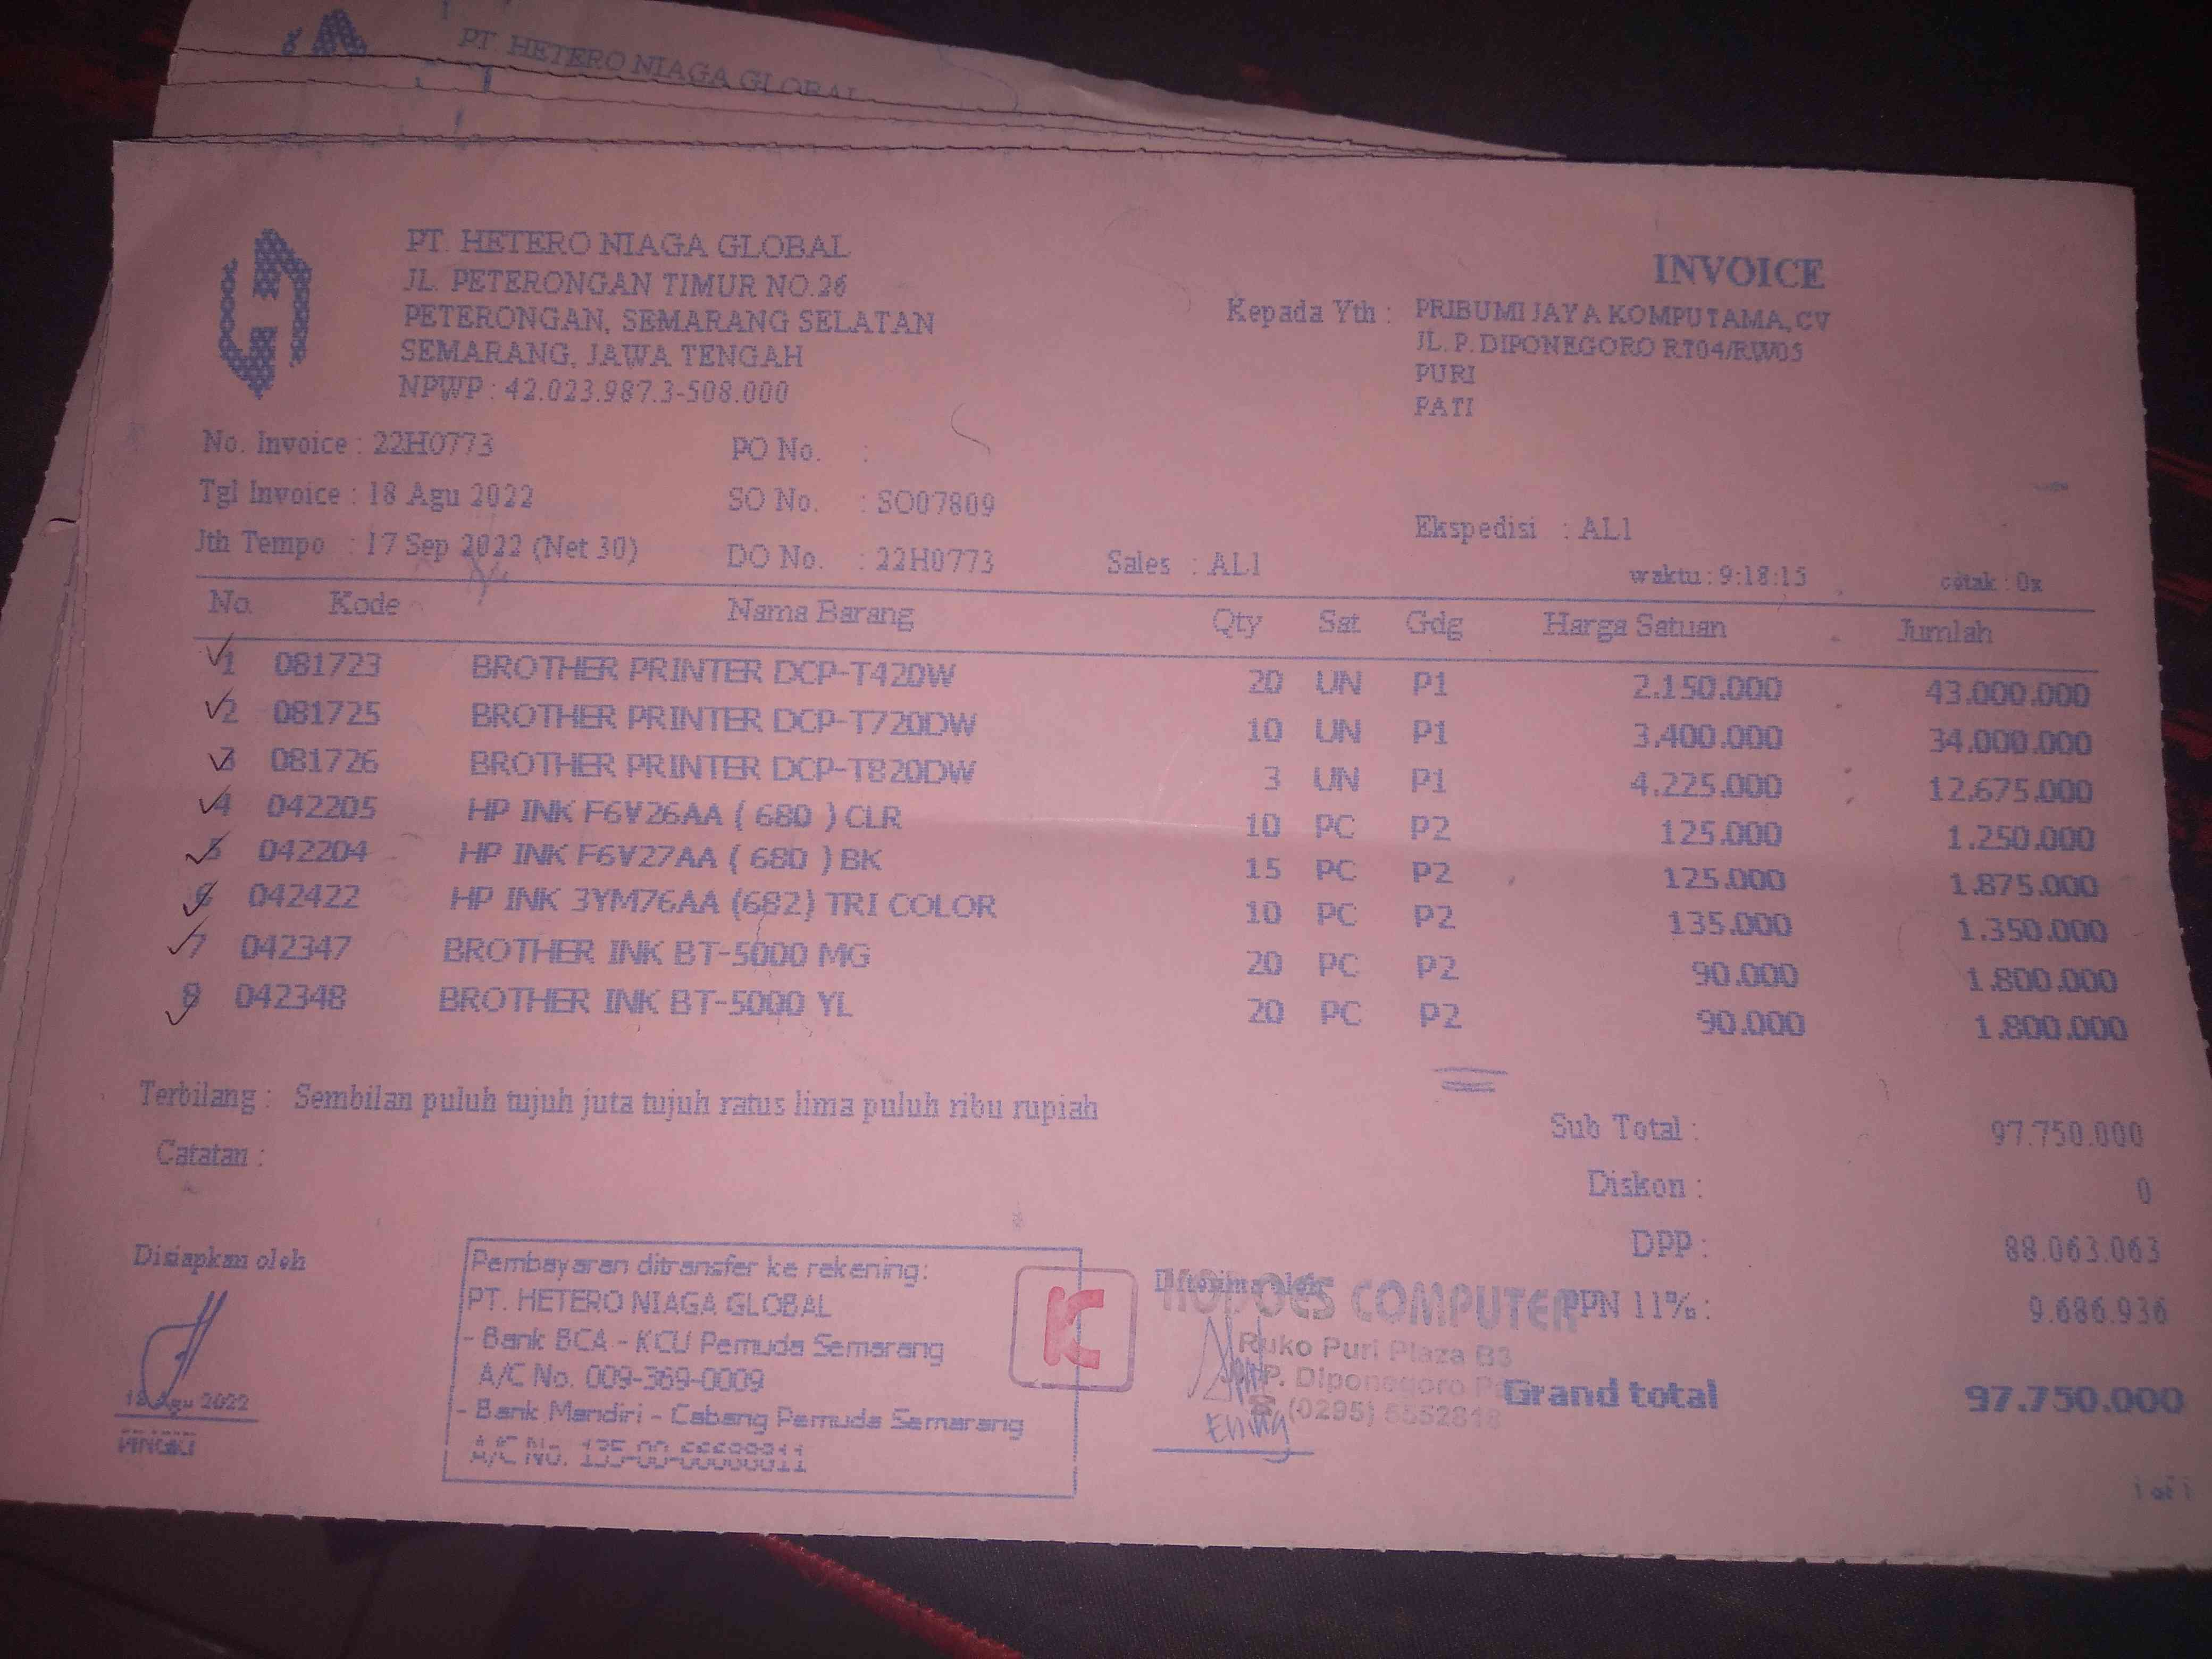 PT. HETERO NIAGA GLOBAL
PT. HETERO NIAGA GLOBAL
JL. PETERONGAN TIMUR NO.26
PETERONGAN, SEMARANG SELATAN
SEMARANG, JAWA TENGAH
NPWP : 42.023.987.3-508.000
INVOICE
Kepada Yth : PRIBUMI JAYA KOMPUTAMA, CV
JL. P. DIPONEGORO RT04/RW05
PURI
PATI
No. Invoice : 22H0773 PO No. :
Tgl Invoice : 18 Agu 2022 SO No. : SO07809
Jth Tempo : 17 Sep 2022 (Net 30) DO No. : 22H0773 Sales : AL1 Ekspedisi : AL1
waktu : 9:18:15 cetak : 0x
No. Kode Nama Barang Qty Sat Gdg Harga Satuan Jumlah
1 081723 BROTHER PRINTER DCP-T420W 20 UN P1 2.150.000 43.000.000
2 081725 BROTHER PRINTER DCP-T720DW 10 UN P1 3.400.000 34.000.000
3 081726 BROTHER PRINTER DCP-T820DW 3 UN P1 4.225.000 12.675.000
4 042205 HP INK F6V26AA ( 680 ) CLR 10 PC P2 125.000 1.250.000
5 042204 HP INK F6V27AA ( 680 ) BK 15 PC P2 125.000 1.875.000
6 042422 HP INK 3YM76AA (682) TRI COLOR 10 PC P2 135.000 1.350.000
7 042347 BROTHER INK BT-5000 MG 20 PC P2 90.000 1.800.000
8 042348 BROTHER INK BT-5000 YL 20 PC P2 90.000 1.800.000
Terbilang : Sembilan puluh tujuh juta tujuh ratus lima puluh ribu rupiah
Catatan :
Sub Total : 97.750.000
Diskon : 0
DPP : 88.063.063
PPN 11% : 9.686.936
Grand total 97.750.000
Disiapkan oleh
18 Agu 2022
Pembayaran ditransfer ke rekening:
PT. HETERO NIAGA GLOBAL
- Bank BCA - KCU Pemuda Semarang
A/C No. 009-369-0009
- Bank Mandiri - Cabang Pemuda Semarang
A/C No.
Diterima oleh
K
COMPUTER
Ruko Puri Plaza B3
P. Diponegoro
(0295) 5552818
Ening
1 of 1